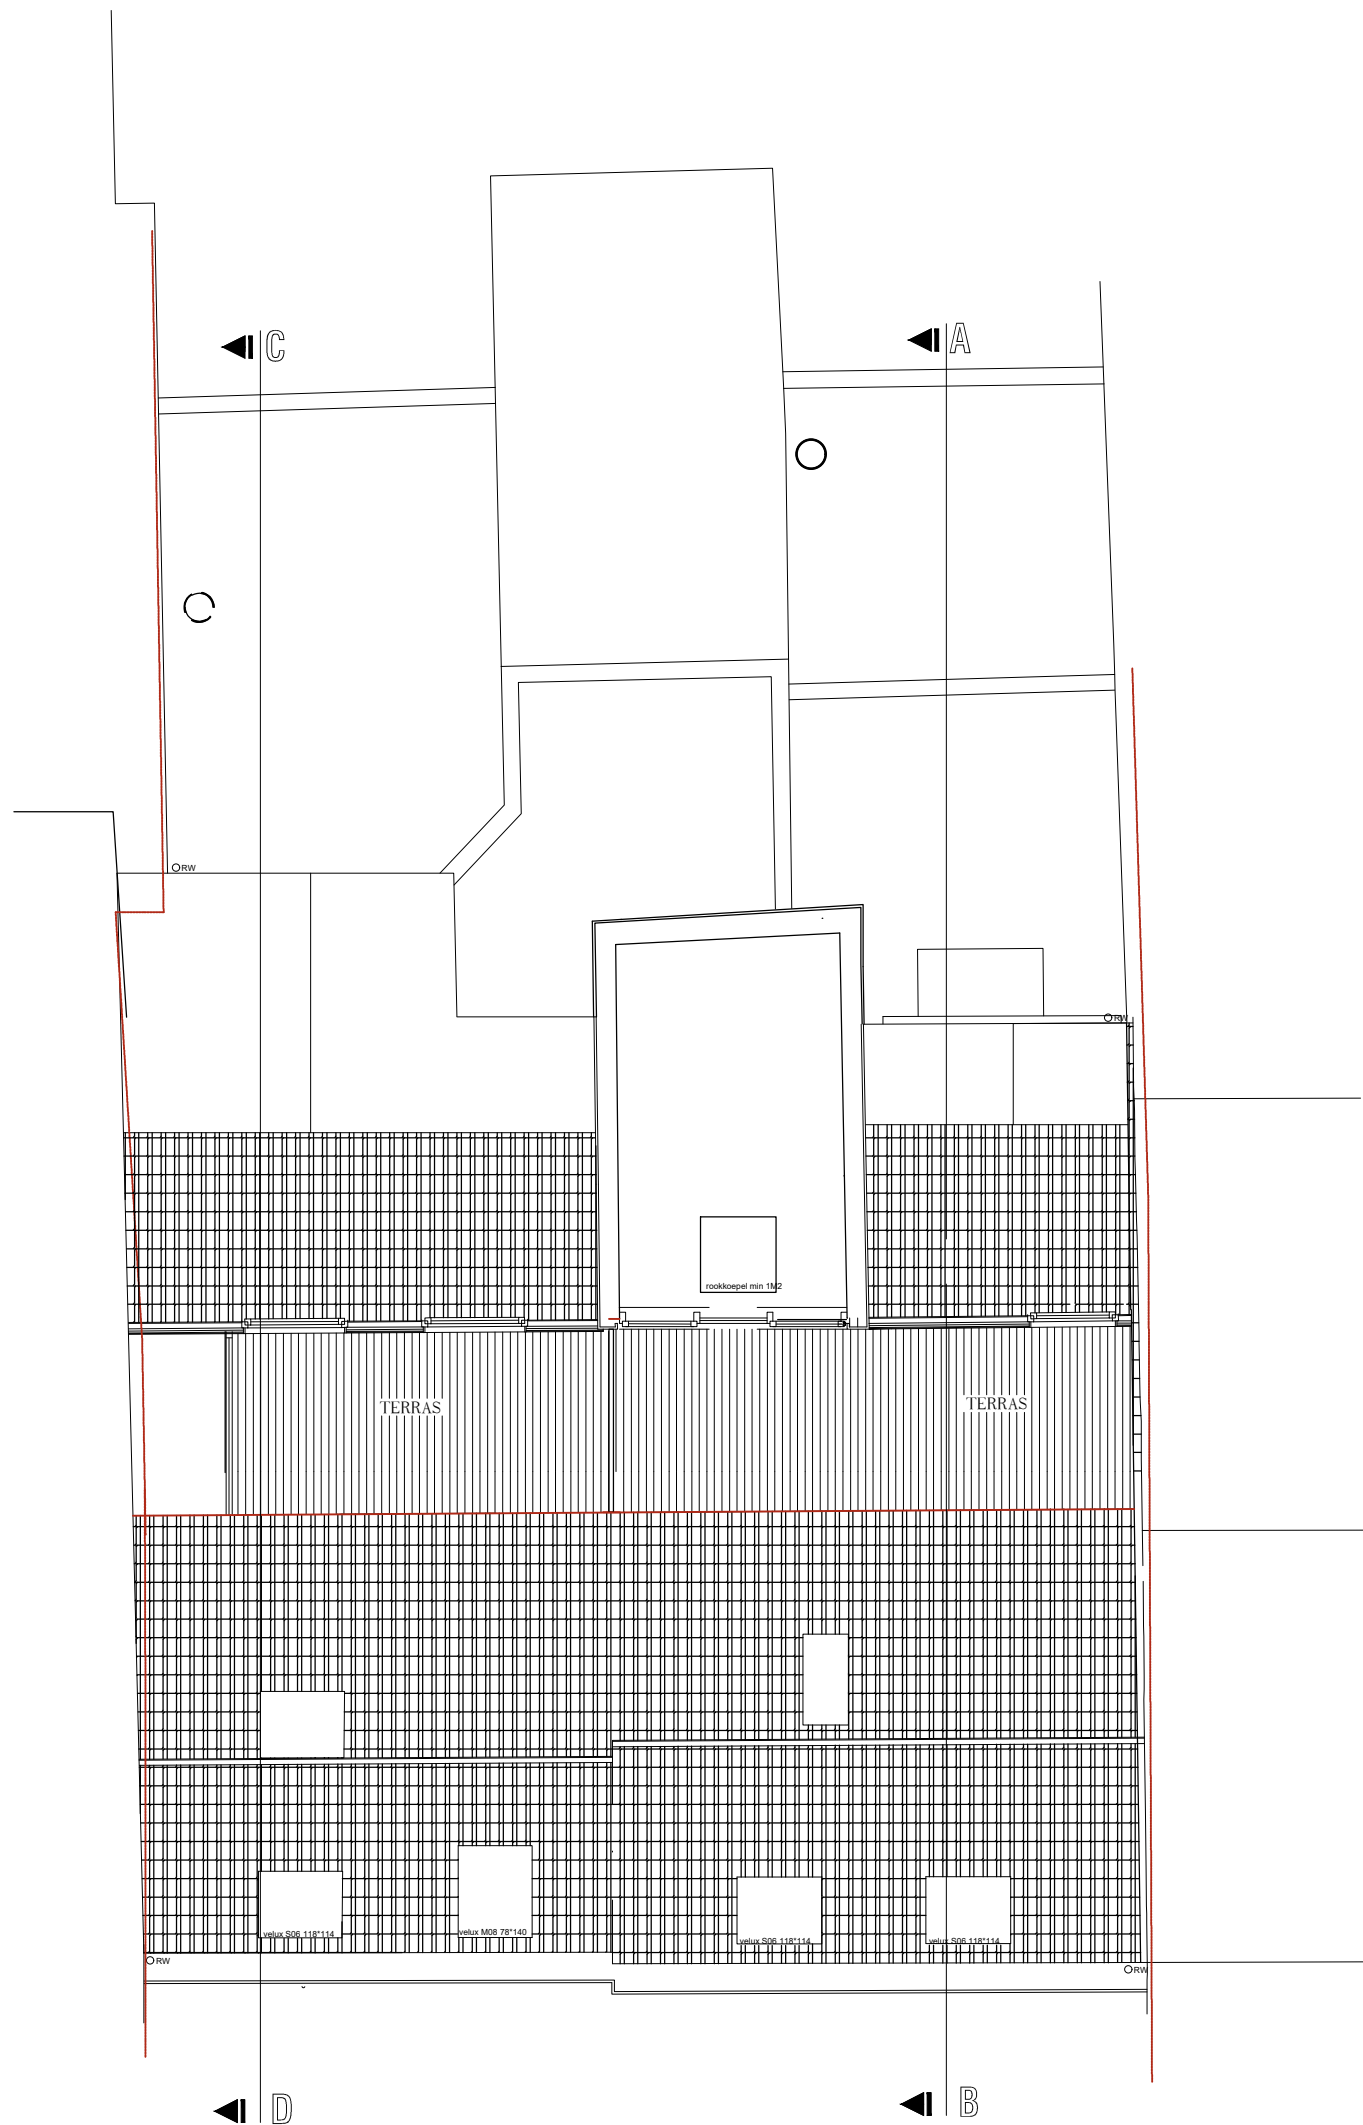 C
A
RW
RW
rookkoepel min 1M2
TERRAS
TERRAS
velux S06 118*114
velux M08 78*140
velux S06 118*114
velux S06 118*114
RW
RW
D
B